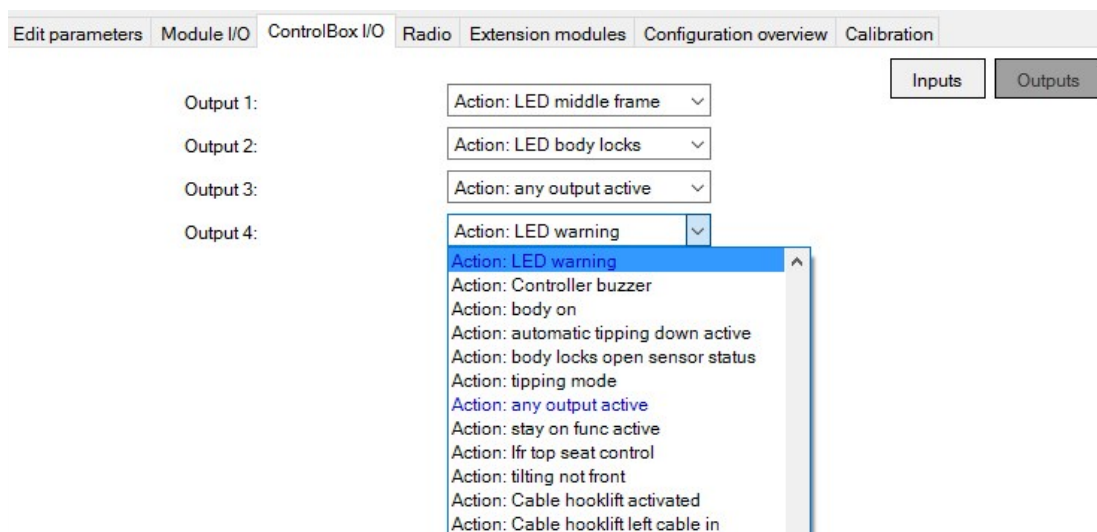 Edit parameters Module I/O ControlBox I/O Radio Extension modules Configuration overview Calibration
Inputs Outputs
Output 1: Action: LED middle frame
Output 2: Action: LED body locks
Output 3: Action: any output active
Output 4: Action: LED warning
Action: LED warning
Action: Controller buzzer
Action: body on
Action: automatic tipping down active
Action: body locks open sensor status
Action: tipping mode
Action: any output active
Action: stay on func active
Action: lfr top seat control
Action: tilting not front
Action: Cable hooklift activated
Action: Cable hooklift left cable in